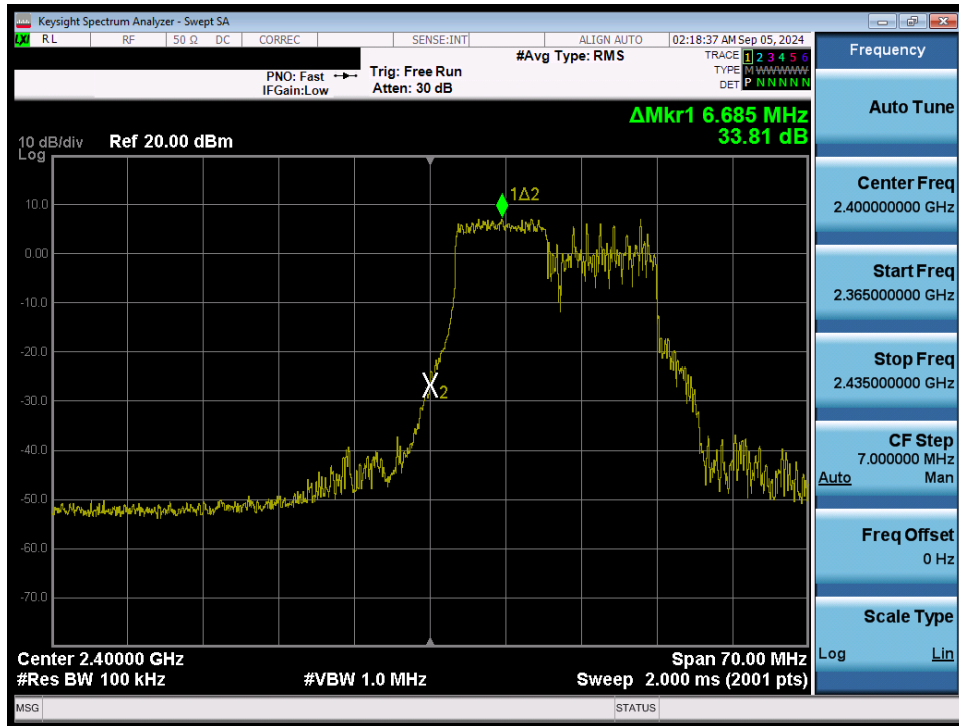 Keysight Spectrum Analyzer - Swept SA
LXI RL RF 50 Ω DC CORREC SENSE:INT ALIGN AUTO 02:18:37 AM Sep 05, 2024
#Avg Type: RMS
TRACE 1 2 3 4 5 6
PNO: Fast Trig: Free Run
TYPE M W W W W W
IFGain:Low Atten: 30 dB
DET P N N N N N
ΔMkr1 6.685 MHz
33.81 dB
10 dB/div Ref 20.00 dBm
Log
10.0
0.00
-10.0
-20.0
-30.0
-40.0
-50.0
-60.0
-70.0
1Δ2
X2
Center 2.40000 GHz Span 70.00 MHz
#Res BW 100 kHz #VBW 1.0 MHz Sweep 2.000 ms (2001 pts)
MSG STATUS
Frequency
Auto Tune
Center Freq
2.400000000 GHz
Start Freq
2.365000000 GHz
Stop Freq
2.435000000 GHz
CF Step
7.000000 MHz
Auto Man
Freq Offset
0 Hz
Scale Type
Log Lin